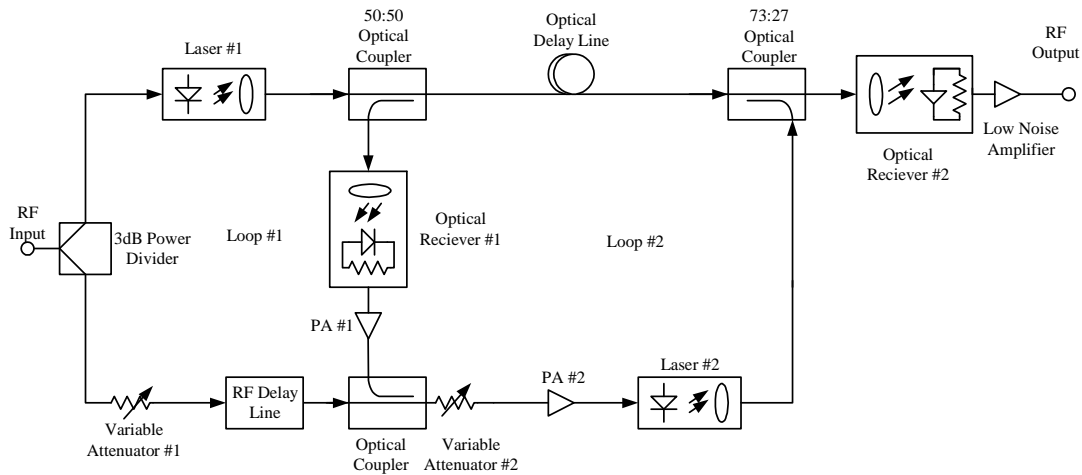 50:50
Optical
Coupler
Optical
Delay Line
73:27
Optical
Coupler
RF
Output
Laser #1
Low Noise
Amplifier
Optical
Reciever #2
RF
Input
3dB Power
Divider
Loop #1
Optical
Reciever #1
Loop #2
PA #1
Laser #2
PA #2
RF Delay
Line
Variable
Attenuator #1
Optical
Coupler
Variable
Attenuator #2